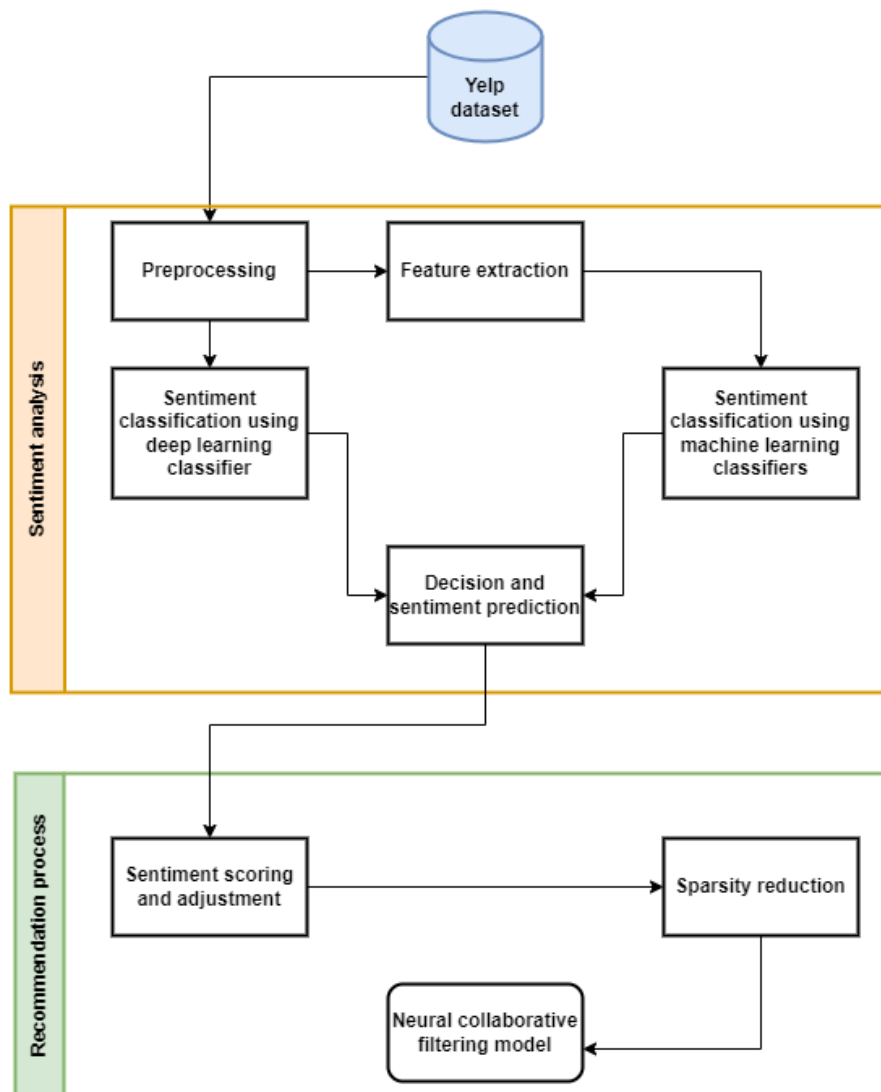 Yelp
dataset
Sentiment analysis
Preprocessing
Feature extraction
Sentiment
classification using
deep learning
classifier
Sentiment
classification using
machine learning
classifiers
Decision and
sentiment prediction
Recommendation process
Sentiment scoring
and adjustment
Sparsity reduction
Neural collaborative
filtering model